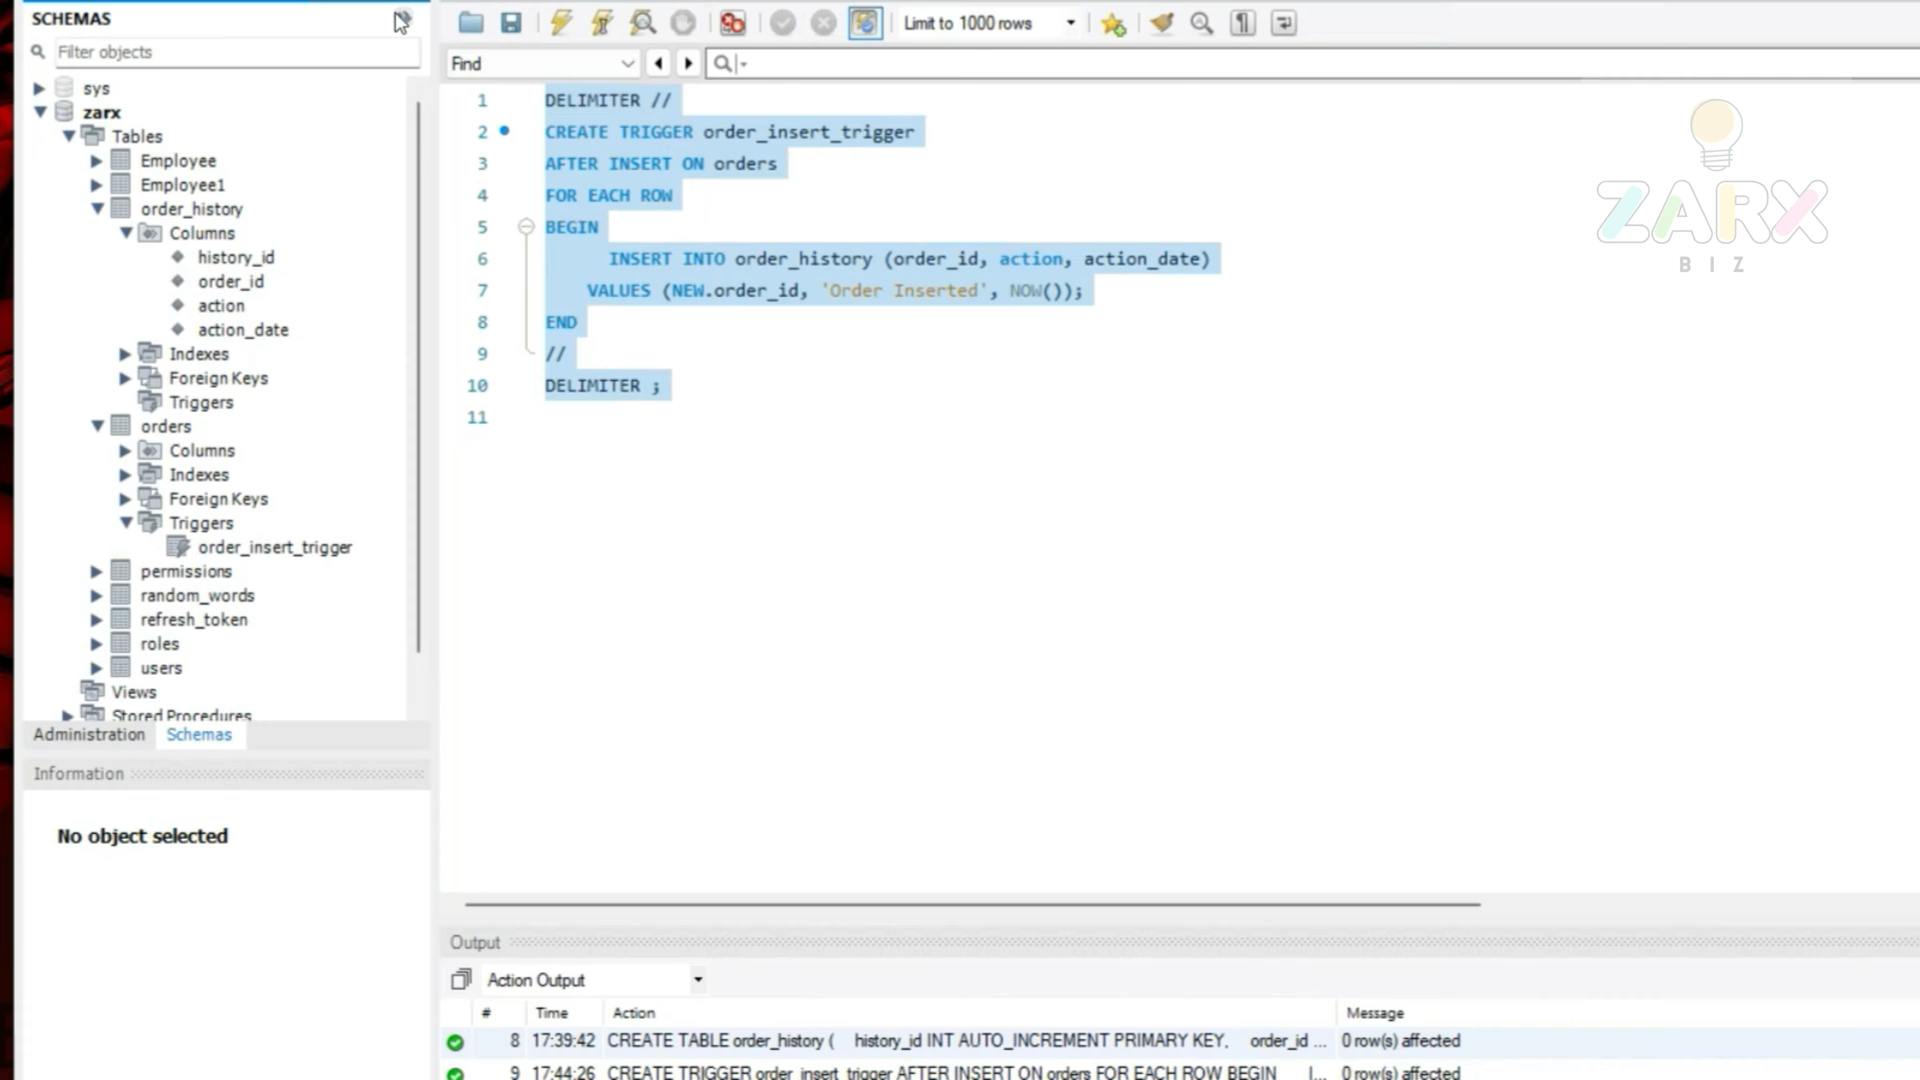 SCHEMAS
Filter objects
sys
zarx
Tables
Employee
Employee1
order_history
Columns
history_id
order_id
action
action_date
Indexes
Foreign Keys
Triggers
orders
Columns
Indexes
Foreign Keys
Triggers
order_insert_trigger
permissions
random_words
refresh_token
roles
users
Views
Stored Procedures
Administration Schemas
Information
No object selected
Limit to 1000 rows
Find
1 DELIMITER //
2 CREATE TRIGGER order_insert_trigger
3 AFTER INSERT ON orders
4 FOR EACH ROW
5 BEGIN
6 INSERT INTO order_history (order_id, action, action_date)
7 VALUES (NEW.order_id, 'Order Inserted', NOW());
8 END
9 //
10 DELIMITER ;
11
ZARX
BIZ
Output
Action Output
# Time Action Message
8 17:39:42 CREATE TABLE order_history ( history_id INT AUTO_INCREMENT PRIMARY KEY, order_id ... 0 row(s) affected
9 17:44:26 CREATE TRIGGER order_insert_trigger AFTER INSERT ON orders FOR EACH ROW BEGIN I... 0 row(s) affected